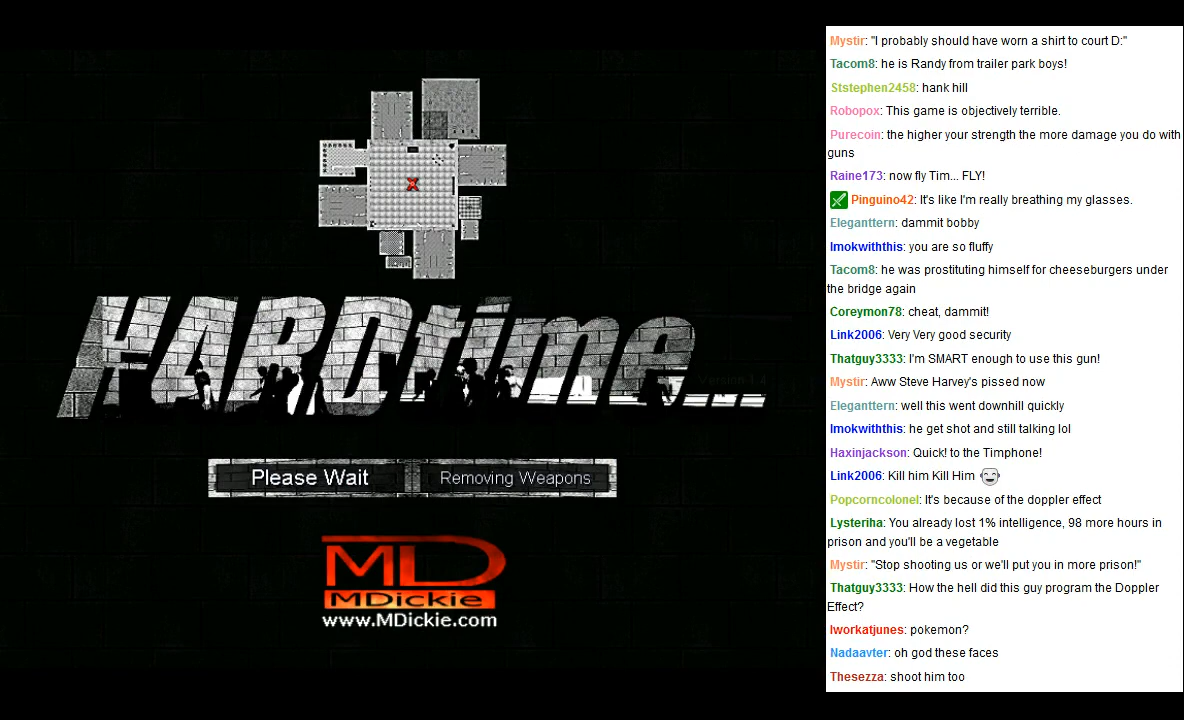 HARDtime...
Version 1.4
Please Wait
Removing Weapons
MD
MDickie
www.MDickie.com
Mystir: "I probably should have worn a shirt to court D:"
Tacom8: he is Randy from trailer park boys!
Ststephen2458: hank hill
Robopox: This game is objectively terrible.
Purecoin: the higher your strength the more damage you do with
guns
Raine173: now fly Tim... FLY!
Pinguino42: It's like I'm really breathing my glasses.
Eleganttern: dammit bobby
Imokwiththis: you are so fluffy
Tacom8: he was prostituting himself for cheeseburgers under
the bridge again
Coreymon78: cheat, dammit!
Link2006: Very Very good security
Thatguy3333: I'm SMART enough to use this gun!
Mystir: Aww Steve Harvey's pissed now
Eleganttern: well this went downhill quickly
Imokwiththis: he get shot and still talking lol
Haxinjackson: Quick! to the Timphone!
Link2006: Kill him Kill Him
Popcorncolonel: It's because of the doppler effect
Lysteriha: You already lost 1% intelligence, 98 more hours in
prison and you'll be a vegetable
Mystir: "Stop shooting us or we'll put you in more prison!"
Thatguy3333: How the hell did this guy program the Doppler
Effect?
Iworkatjunes: pokemon?
Nadaavter: oh god these faces
Thesezza: shoot him too